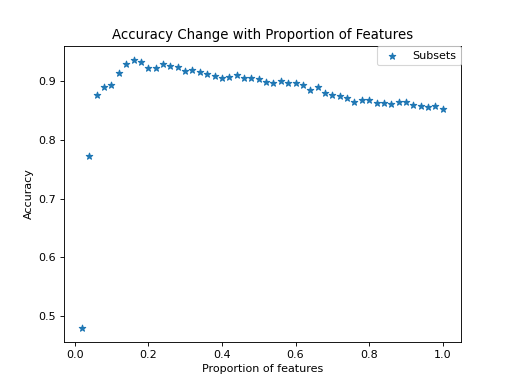 Accuracy Change with Proportion of Features
Subsets
Accuracy
0.9
0.8
0.7
0.6
0.5
0.0 0.2 0.4 0.6 0.8 1.0
Proportion of features